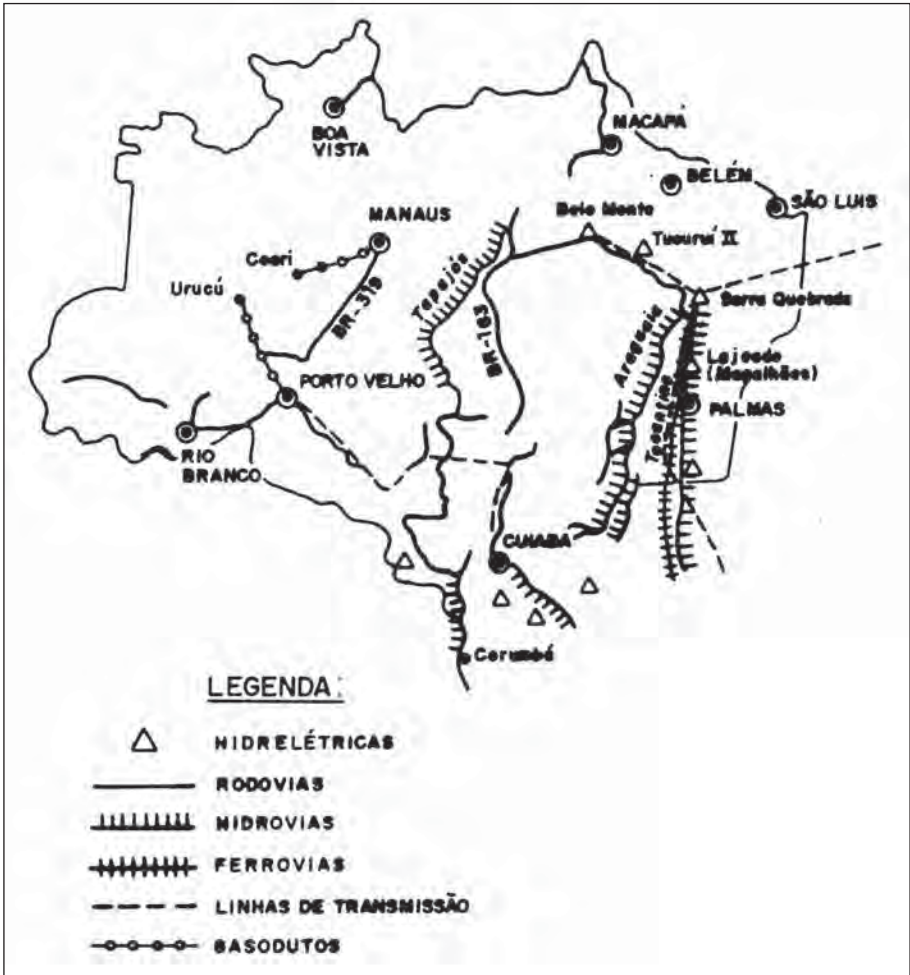 BOA
VISTA
MACAPÁ
BELÉM
SÃO LUIS
MANAUS
Belo Monte
Tucuruí II
Coari
Urucú
BR-319
Tapajós
BR-163
Serra Quebrada
Araguaia
Tocantins
Lajeado
(Magalhães)
PALMAS
PORTO VELHO
RIO
BRANCO
CUIABÁ
Corumbá
LEGENDA:
HIDRELÉTRICAS
RODOVIAS
HIDROVIAS
FERROVIAS
LINHAS DE TRANSMISSÃO
GASODUTOS